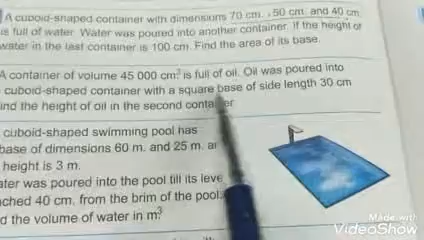 A cuboid-shaped container with dimensions 70 cm. , 50 cm. and 40 cm.
is full of water. Water was poured into another container. If the height of
water in the last container is 100 cm. Find the area of its base.
A container of volume 45 000 cm³ is full of oil. Oil was poured into
cuboid-shaped container with a square base of side length 30 cm
ind the height of oil in the second container
cuboid-shaped swimming pool has
base of dimensions 60 m. and 25 m. a
height is 3 m.
ater was poured into the pool till its leve
ched 40 cm. from the brim of the pool.
d the volume of water in m³
Made with
VideoShow